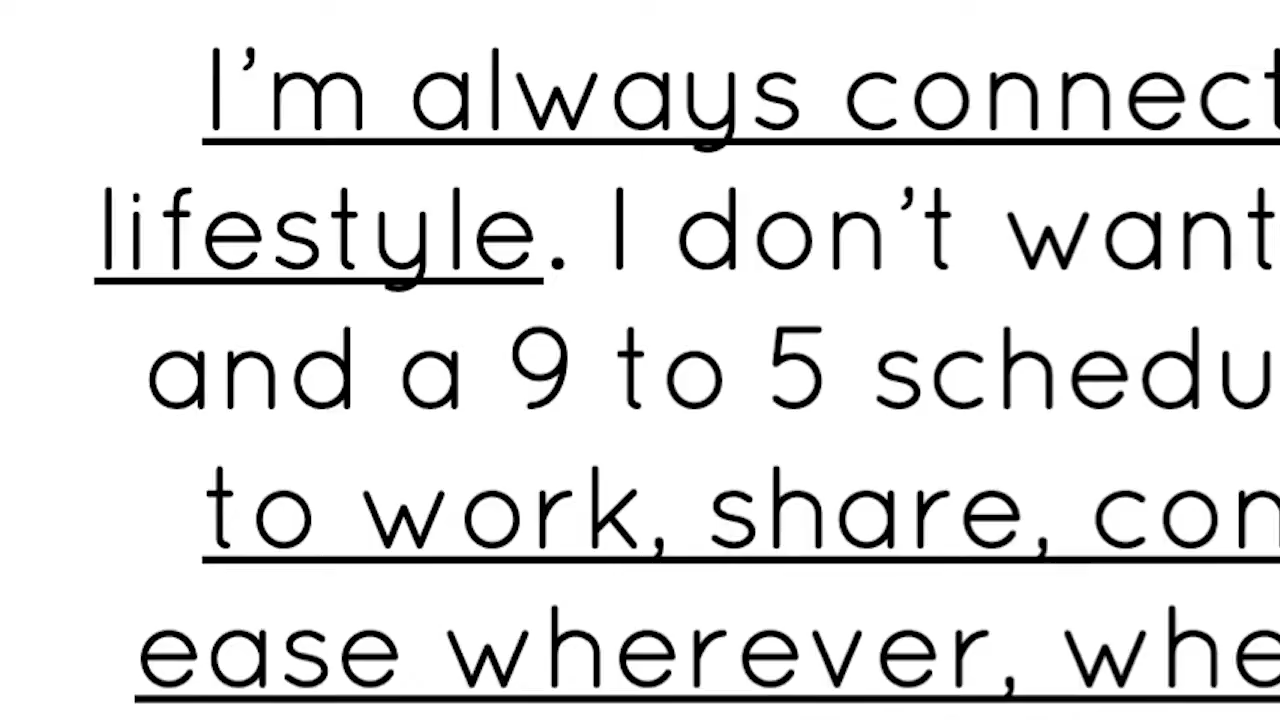 I’m always connect
lifestyle. I don’t want
and a 9 to 5 schedu
to work, share, con
ease wherever, whe